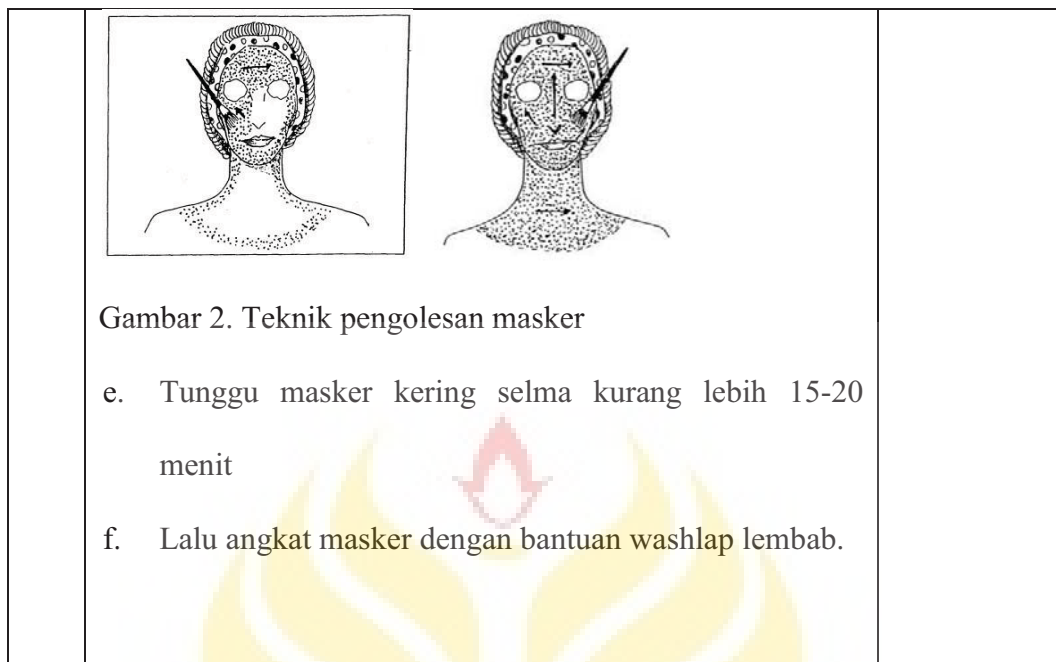 Gambar 2. Teknik pengolesan masker
e. Tunggu masker kering selma kurang lebih 15-20
menit
f. Lalu angkat masker dengan bantuan washlap lembab.